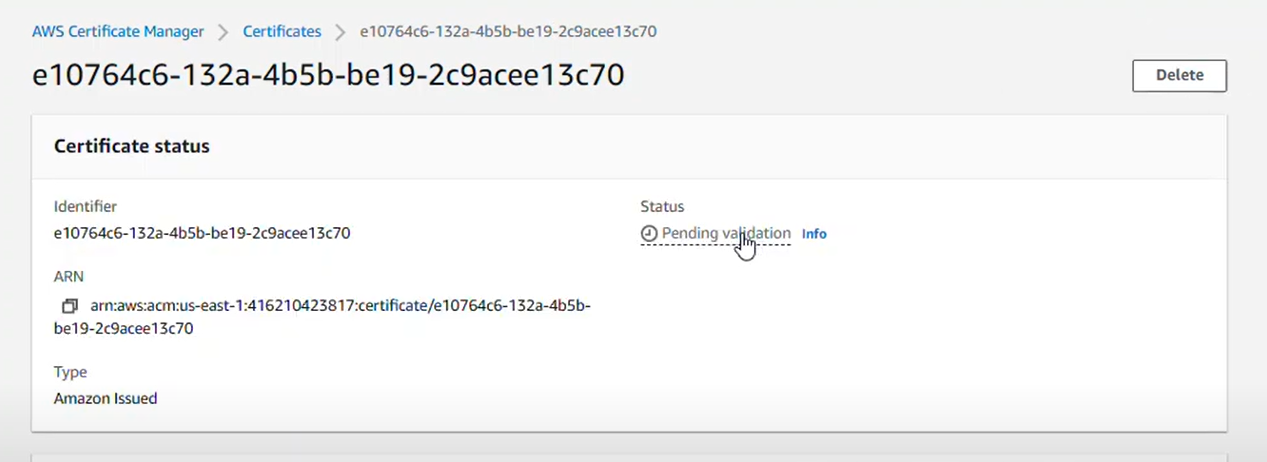 AWS Certificate Manager > Certificates > e10764c6-132a-4b5b-be19-2c9acee13c70
e10764c6-132a-4b5b-be19-2c9acee13c70
Delete
Certificate status
Identifier
e10764c6-132a-4b5b-be19-2c9acee13c70
Status
Pending validation Info
ARN
arn:aws:acm:us-east-1:416210423817:certificate/e10764c6-132a-4b5b-
be19-2c9acee13c70
Type
Amazon Issued